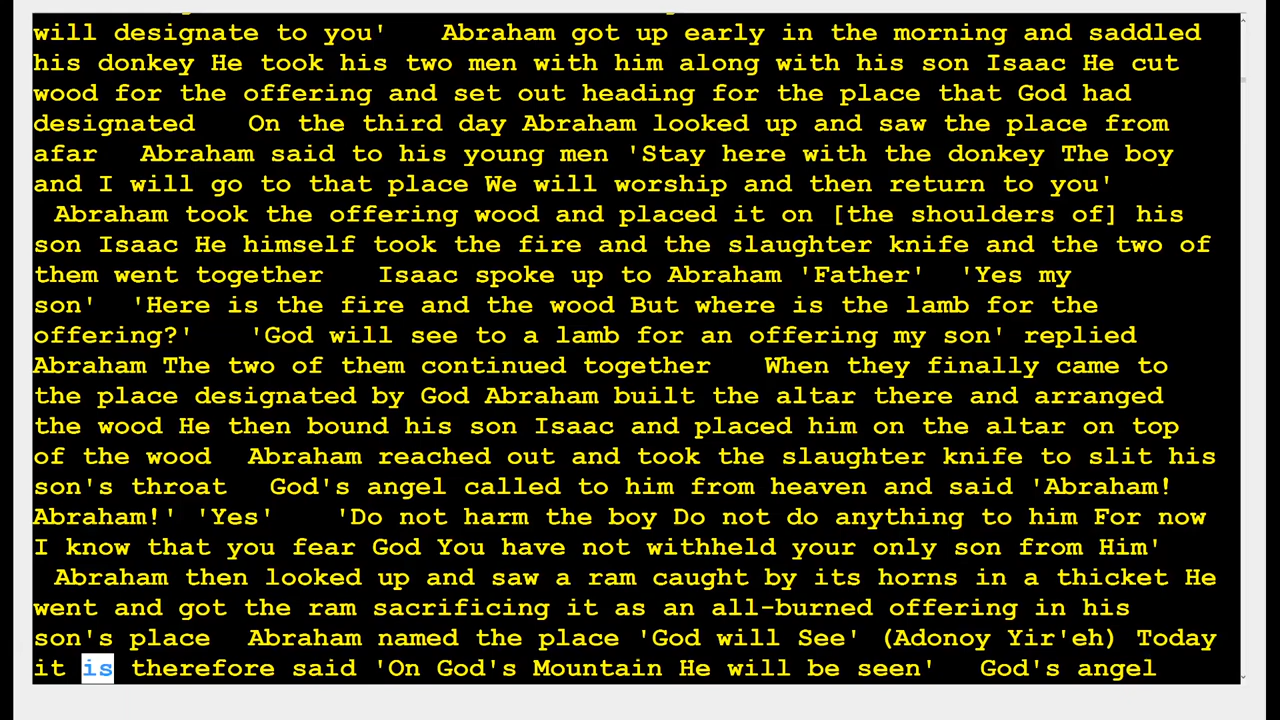 will designate to you' Abraham got up early in the morning and saddled
his donkey He took his two men with him along with his son Isaac He cut
wood for the offering and set out heading for the place that God had
designated On the third day Abraham looked up and saw the place from
afar Abraham said to his young men 'Stay here with the donkey The boy
and I will go to that place We will worship and then return to you'
Abraham took the offering wood and placed it on [the shoulders of] his
son Isaac He himself took the fire and the slaughter knife and the two of
them went together Isaac spoke up to Abraham 'Father' 'Yes my
son' 'Here is the fire and the wood But where is the lamb for the
offering?' 'God will see to a lamb for an offering my son' replied
Abraham The two of them continued together When they finally came to
the place designated by God Abraham built the altar there and arranged
the wood He then bound his son Isaac and placed him on the altar on top
of the wood Abraham reached out and took the slaughter knife to slit his
son's throat God's angel called to him from heaven and said 'Abraham!
Abraham!' 'Yes' 'Do not harm the boy Do not do anything to him For now
I know that you fear God You have not withheld your only son from Him'
Abraham then looked up and saw a ram caught by its horns in a thicket He
went and got the ram sacrificing it as an all-burned offering in his
son's place Abraham named the place 'God will See' (Adonoy Yir'eh) Today
it is therefore said 'On God's Mountain He will be seen' God's angel